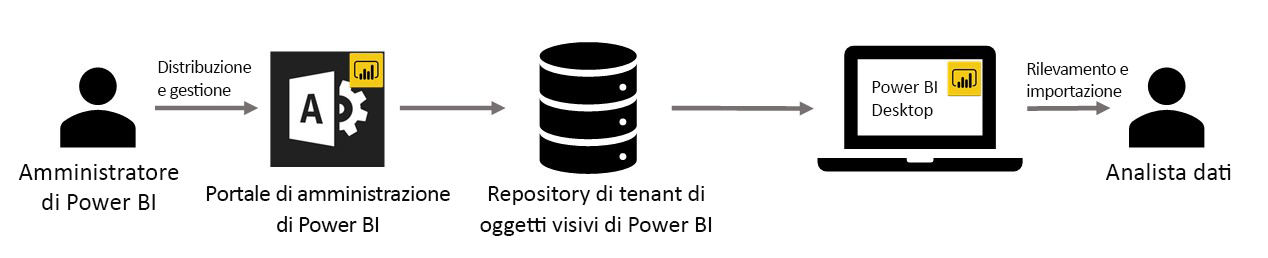 Distribuzione
e gestione
Amministratore
di Power BI
A
Portale di amministrazione
di Power BI
Repository di tenant di
oggetti visivi di Power BI
Power BI
Desktop
Rilevamento e
importazione
Analista dati